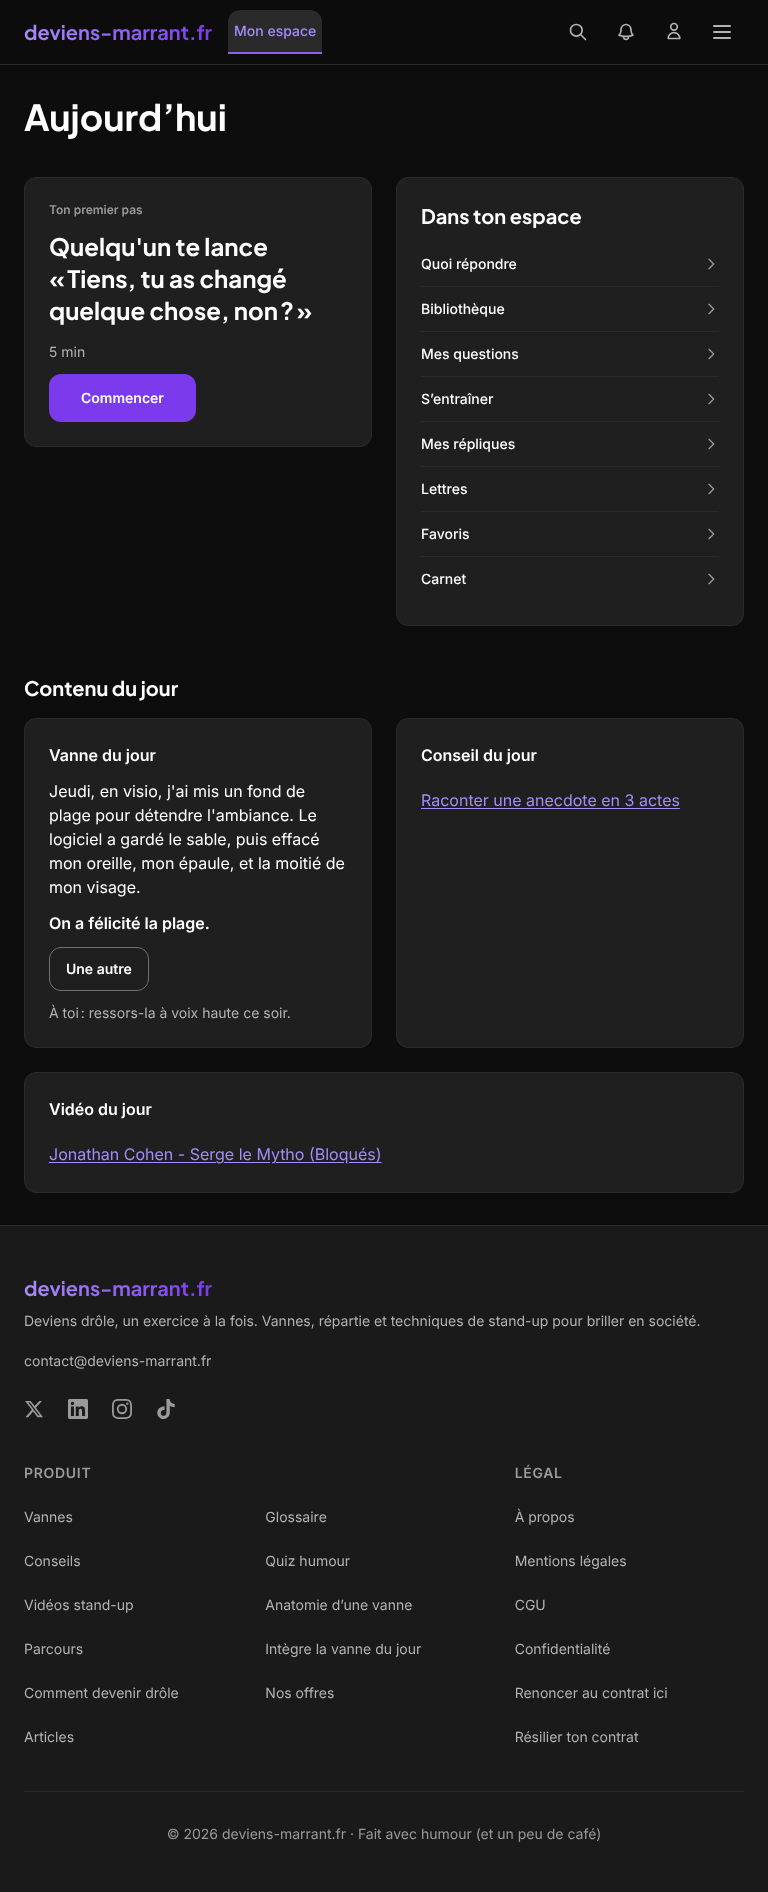 deviens-marrant.fr
Mon espace
Aujourd’hui
Ton premier pas
Quelqu'un te lance
« Tiens, tu as changé
quelque chose, non ? »
5 min
Commencer
Dans ton espace
Quoi répondre
Bibliothèque
Mes questions
S’entraîner
Mes répliques
Lettres
Favoris
Carnet
Contenu du jour
Vanne du jour
Jeudi, en visio, j'ai mis un fond de
plage pour détendre l'ambiance. Le
logiciel a gardé le sable, puis effacé
mon oreille, mon épaule, et la moitié de
mon visage.
On a félicité la plage.
Une autre
À toi : ressors-la à voix haute ce soir.
Conseil du jour
Raconter une anecdote en 3 actes
Vidéo du jour
Jonathan Cohen - Serge le Mytho (Bloqués)
deviens-marrant.fr
Deviens drôle, un exercice à la fois. Vannes, répartie et techniques de stand-up pour briller en société.
contact@deviens-marrant.fr
PRODUIT
Vannes
Conseils
Vidéos stand-up
Parcours
Comment devenir drôle
Articles
Glossaire
Quiz humour
Anatomie d’une vanne
Intègre la vanne du jour
Nos offres
LÉGAL
À propos
Mentions légales
CGU
Confidentialité
Renoncer au contrat ici
Résilier ton contrat
© 2026 deviens-marrant.fr · Fait avec humour (et un peu de café)